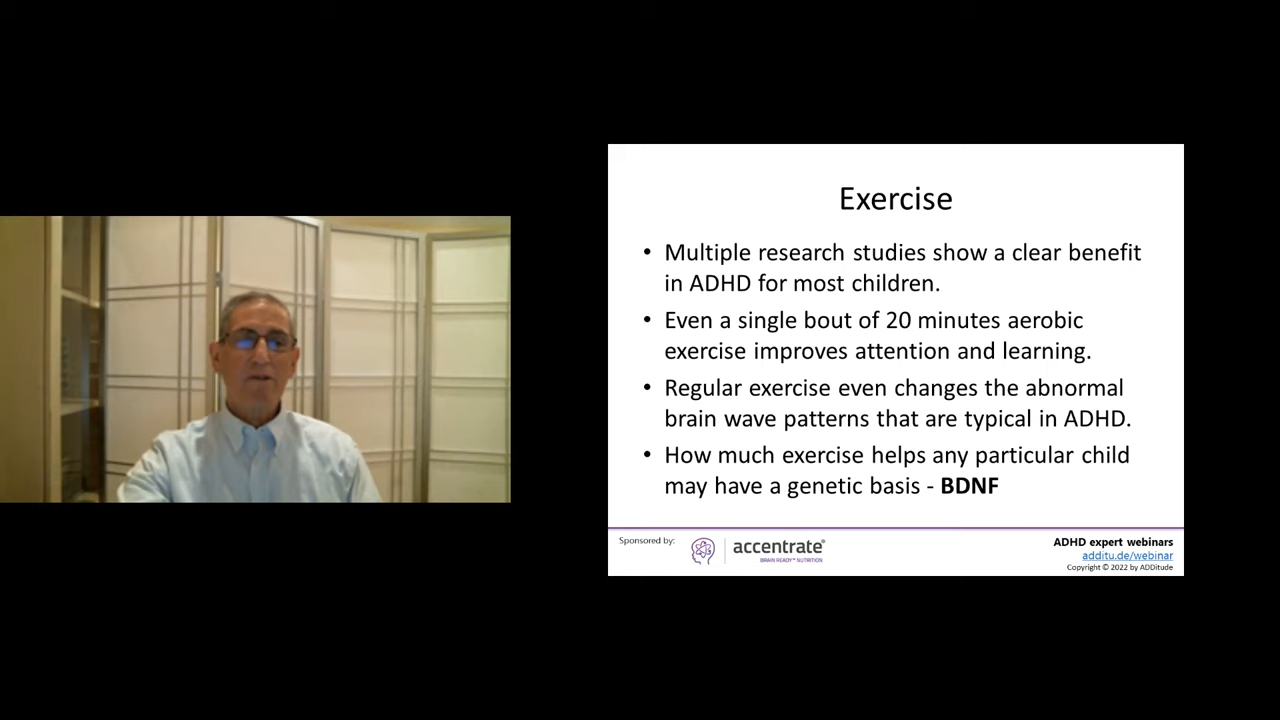 Exercise
• Multiple research studies show a clear benefit
in ADHD for most children.
• Even a single bout of 20 minutes aerobic
exercise improves attention and learning.
• Regular exercise even changes the abnormal
brain wave patterns that are typical in ADHD.
• How much exercise helps any particular child
may have a genetic basis - BDNF
Sponsored by:
accentrate®
BRAIN READY™ NUTRITION
ADHD expert webinars
additu.de/webinar
Copyright © 2022 by ADDitude